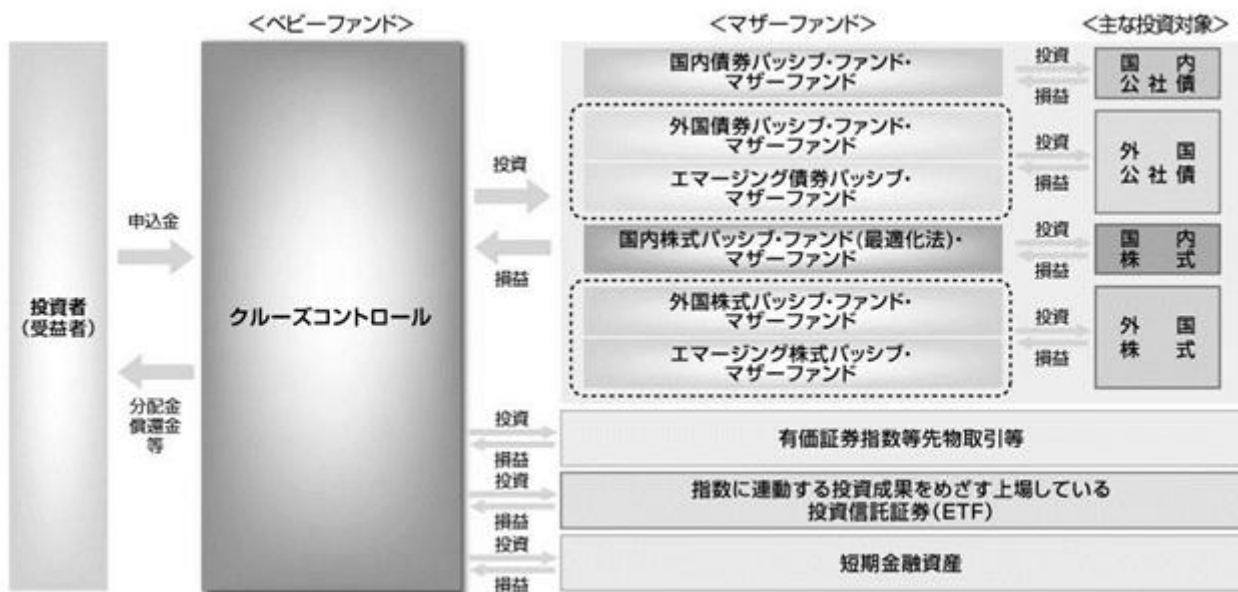 <ベビーファンド>
<マザーファンド>
<主な投資対象>
投資者
(受益者)
申込金
分配金
償還金
等
クルーズコントロール
投資
損益
国内債券パッシブ・ファンド・
マザーファンド
投資
損益
国内
公社債
外国債券パッシブ・ファンド・
マザーファンド
エマージング債券パッシブ・
マザーファンド
投資
損益
外国
公社債
国内株式パッシブ・ファンド(最適化法)・
マザーファンド
投資
損益
国内
株式
外国株式パッシブ・ファンド・
マザーファンド
エマージング株式パッシブ・
マザーファンド
投資
損益
外国
株式
投資
損益
有価証券指数等先物取引等
投資
損益
指数に連動する投資成果をめざす上場している
投資信託証券(ETF)
投資
損益
短期金融資産